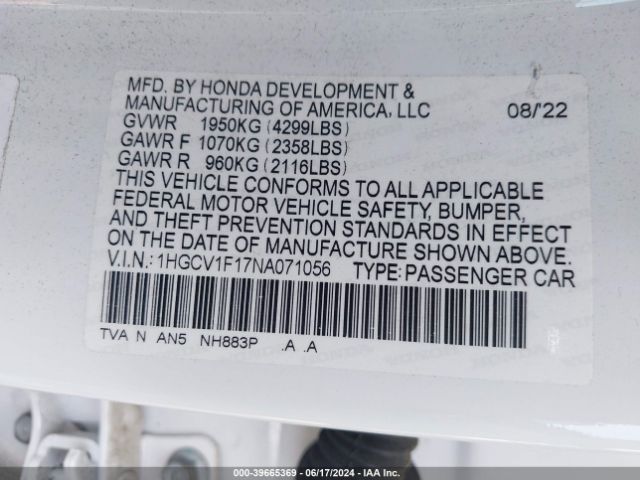 MFD. BY HONDA DEVELOPMENT &
MANUFACTURING OF AMERICA, LLC 08/'22
GVWR 1950KG (4299LBS)
GAWR F 1070KG (2358LBS)
GAWR R 960KG (2116LBS)
THIS VEHICLE CONFORMS TO ALL APPLICABLE
FEDERAL MOTOR VEHICLE SAFETY, BUMPER,
AND THEFT PREVENTION STANDARDS IN EFFECT
ON THE DATE OF MANUFACTURE SHOWN ABOVE.
V.I.N.: 1HGCV1F17NA071056 TYPE: PASSENGER CAR
TVA N AN5 NH883P .A .A
000-39665369 - 06/17/2024 - IAA Inc.